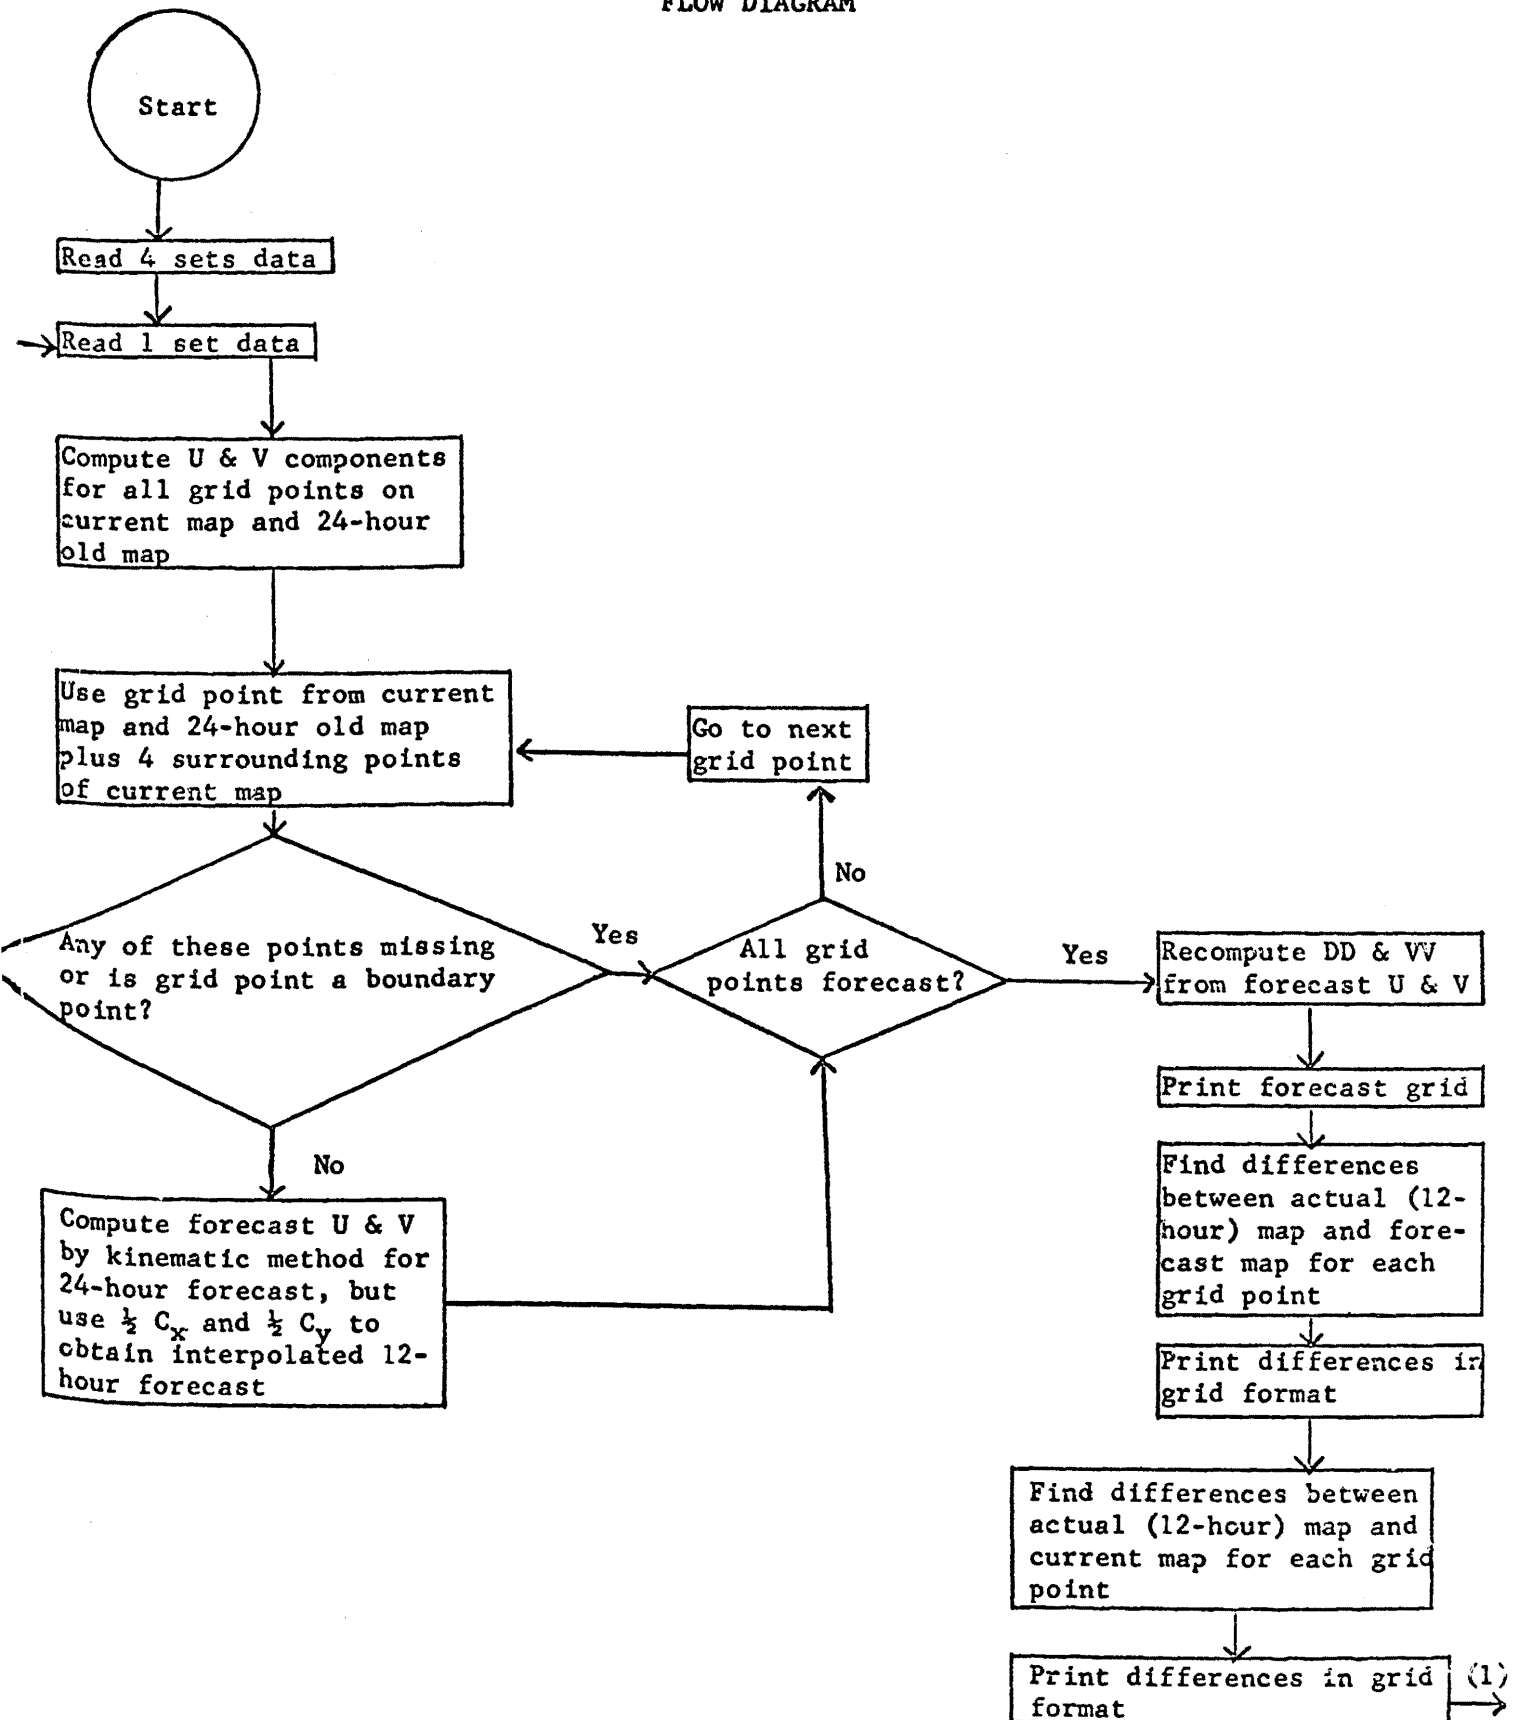 FLOW DIAGRAM
Start
Read 4 sets data
Read 1 set data
Compute U & V components
for all grid points on
current map and 24-hour
old map
Use grid point from current
map and 24-hour old map
plus 4 surrounding points
of current map
Go to next
grid point
No
Any of these points missing
or is grid point a boundary
point?
Yes
All grid
points forecast?
Yes
Recompute DD & VV
from forecast U & V
Print forecast grid
No
Find differences
between actual (12-
hour) map and fore-
cast map for each
grid point
Compute forecast U & V
by kinematic method for
24-hour forecast, but
use ½ Cx and ½ Cy to
obtain interpolated 12-
hour forecast
Print differences in
grid format
Find differences between
actual (12-hour) map and
current map for each grid
point
Print differences in grid
format
(1)